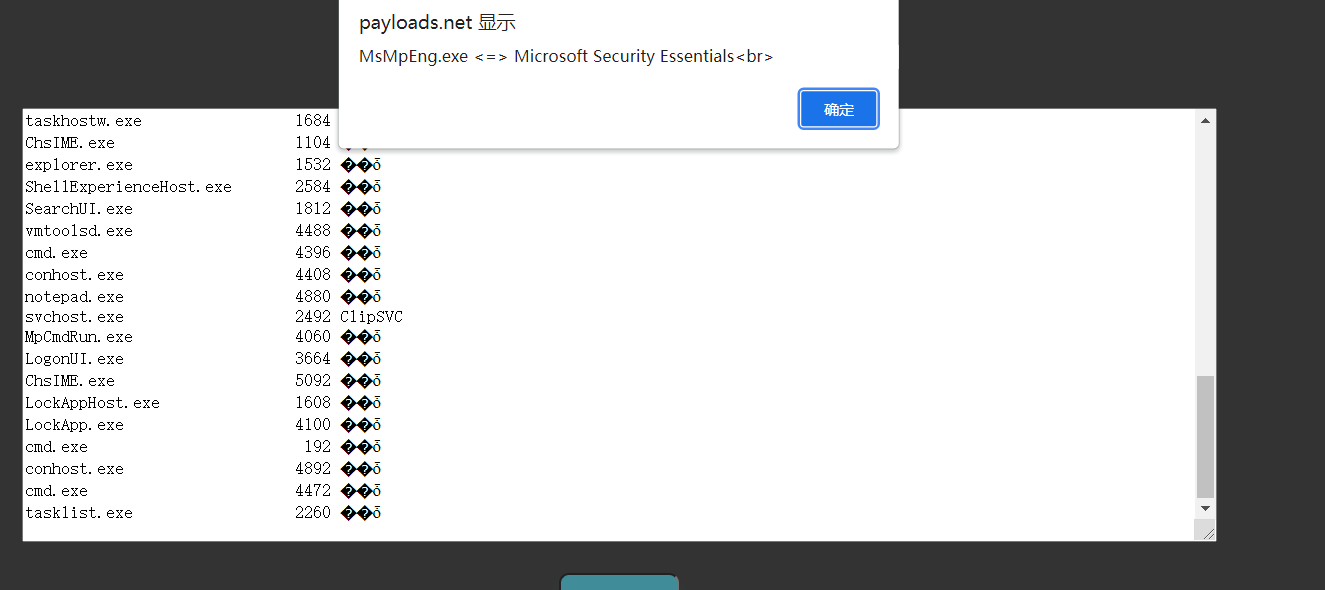 payloads.net 显示
MsMpEng.exe <=> Microsoft Security Essentials<br>
确定
taskhostw.exe 1684
ChsIME.exe 1104
explorer.exe 1532 ��δ
ShellExperienceHost.exe 2584 ��δ
SearchUI.exe 1812 ��δ
vmtoolsd.exe 4488 ��δ
cmd.exe 4396 ��δ
conhost.exe 4408 ��δ
notepad.exe 4880 ��δ
svchost.exe 2492 ClipSVC
MpCmdRun.exe 4060 ��δ
LogonUI.exe 3664 ��δ
ChsIME.exe 5092 ��δ
LockAppHost.exe 1608 ��δ
LockApp.exe 4100 ��δ
cmd.exe 192 ��δ
conhost.exe 4892 ��δ
cmd.exe 4472 ��δ
tasklist.exe 2260 ��δ